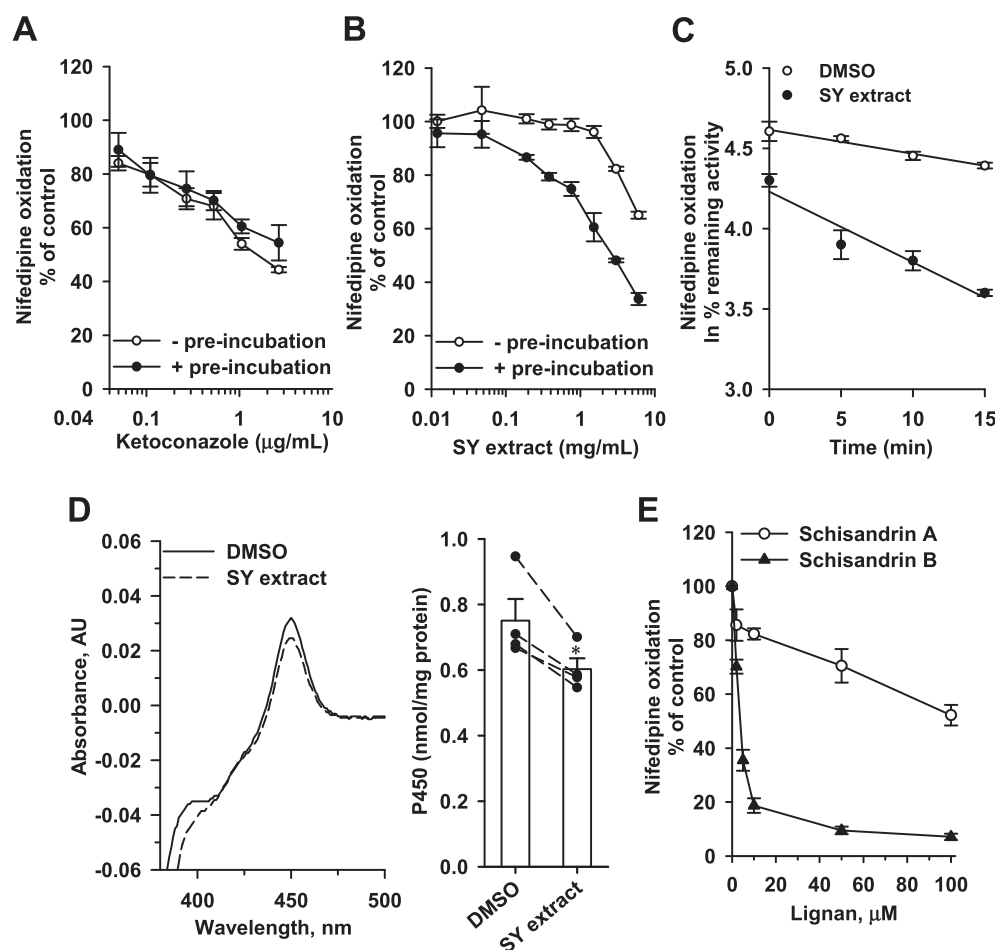 A
B
C
Nifedipine oxidation
% of control
120
100
80
60
40
20
0
- pre-incubation
+ pre-incubation
0.04
0.1
1
10
Ketoconazole (µg/mL)
Nifedipine oxidation
% of control
120
100
80
60
40
20
0
- pre-incubation
+ pre-incubation
0.01
0.1
1
10
SY extract (mg/mL)
Nifedipine oxidation
ln % remaining activity
5.0
4.5
4.0
3.5
3.0
DMSO
SY extract
0
5
10
15
Time (min)
D
E
Absorbance, AU
0.06
0.04
0.02
0.00
-0.02
-0.04
-0.06
DMSO
SY extract
400
450
500
Wavelength, nm
P450 (nmol/mg protein)
1.0
0.8
0.6
0.4
0.2
0.0
*
DMSO
SY extract
Nifedipine oxidation
% of control
120
100
80
60
40
20
0
Schisandrin A
Schisandrin B
0
20
40
60
80
100
Lignan, µM